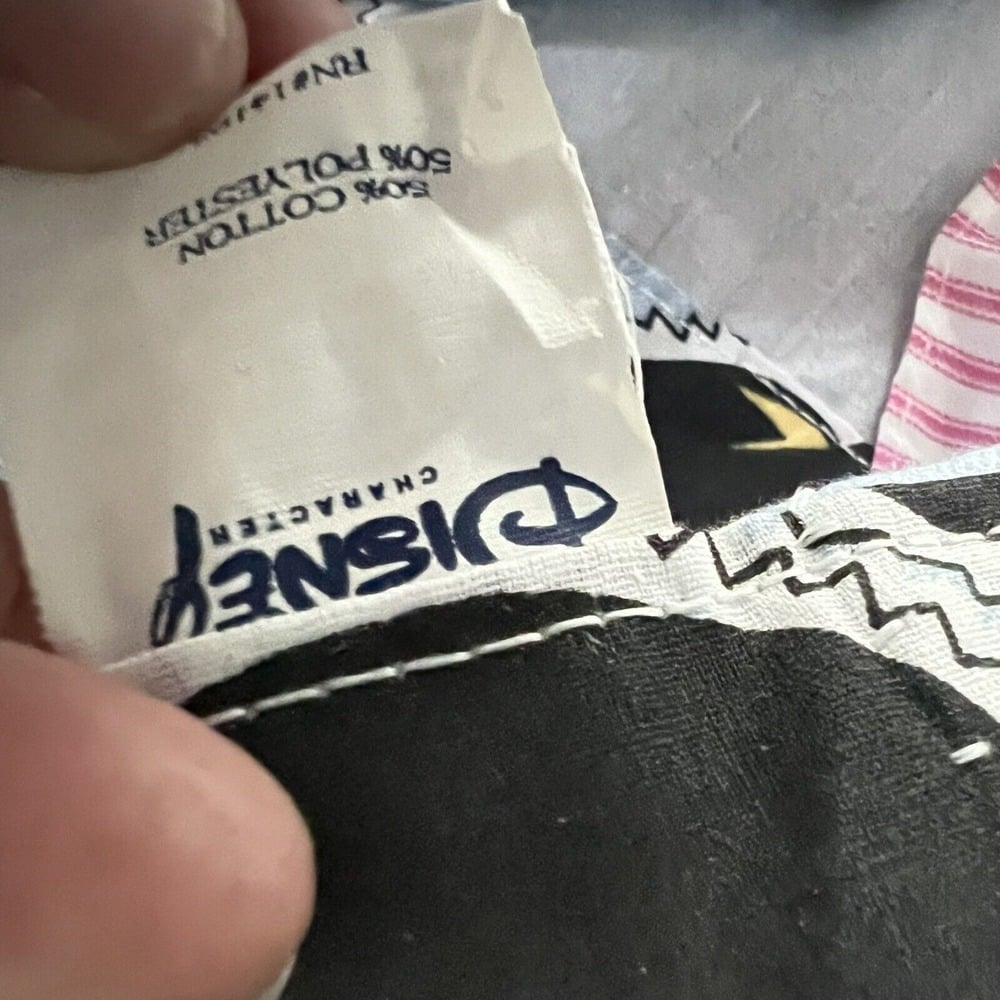 DISNEY
CHARACTER
50% COTTON
50% POLYESTER